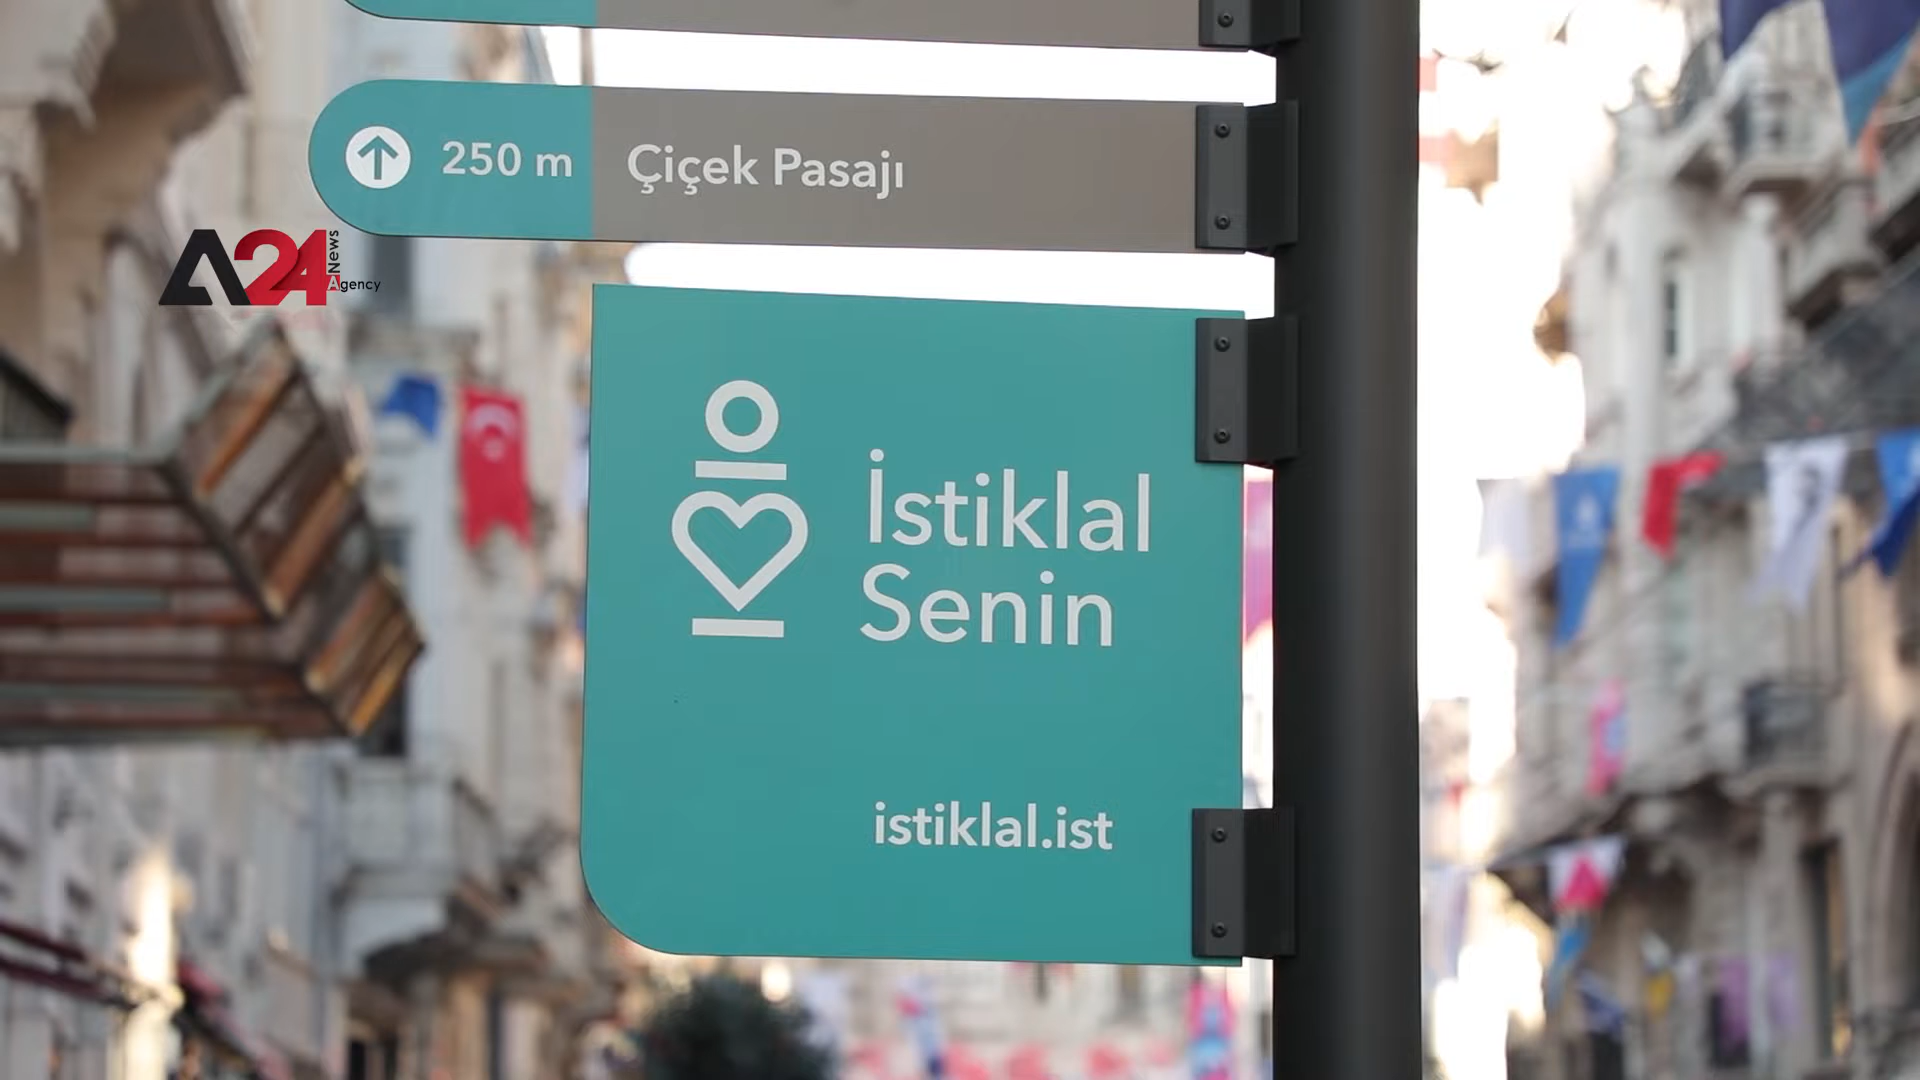 250 m Çiçek Pasajı
A24 News Agency
İstiklal
Senin
istiklal.ist